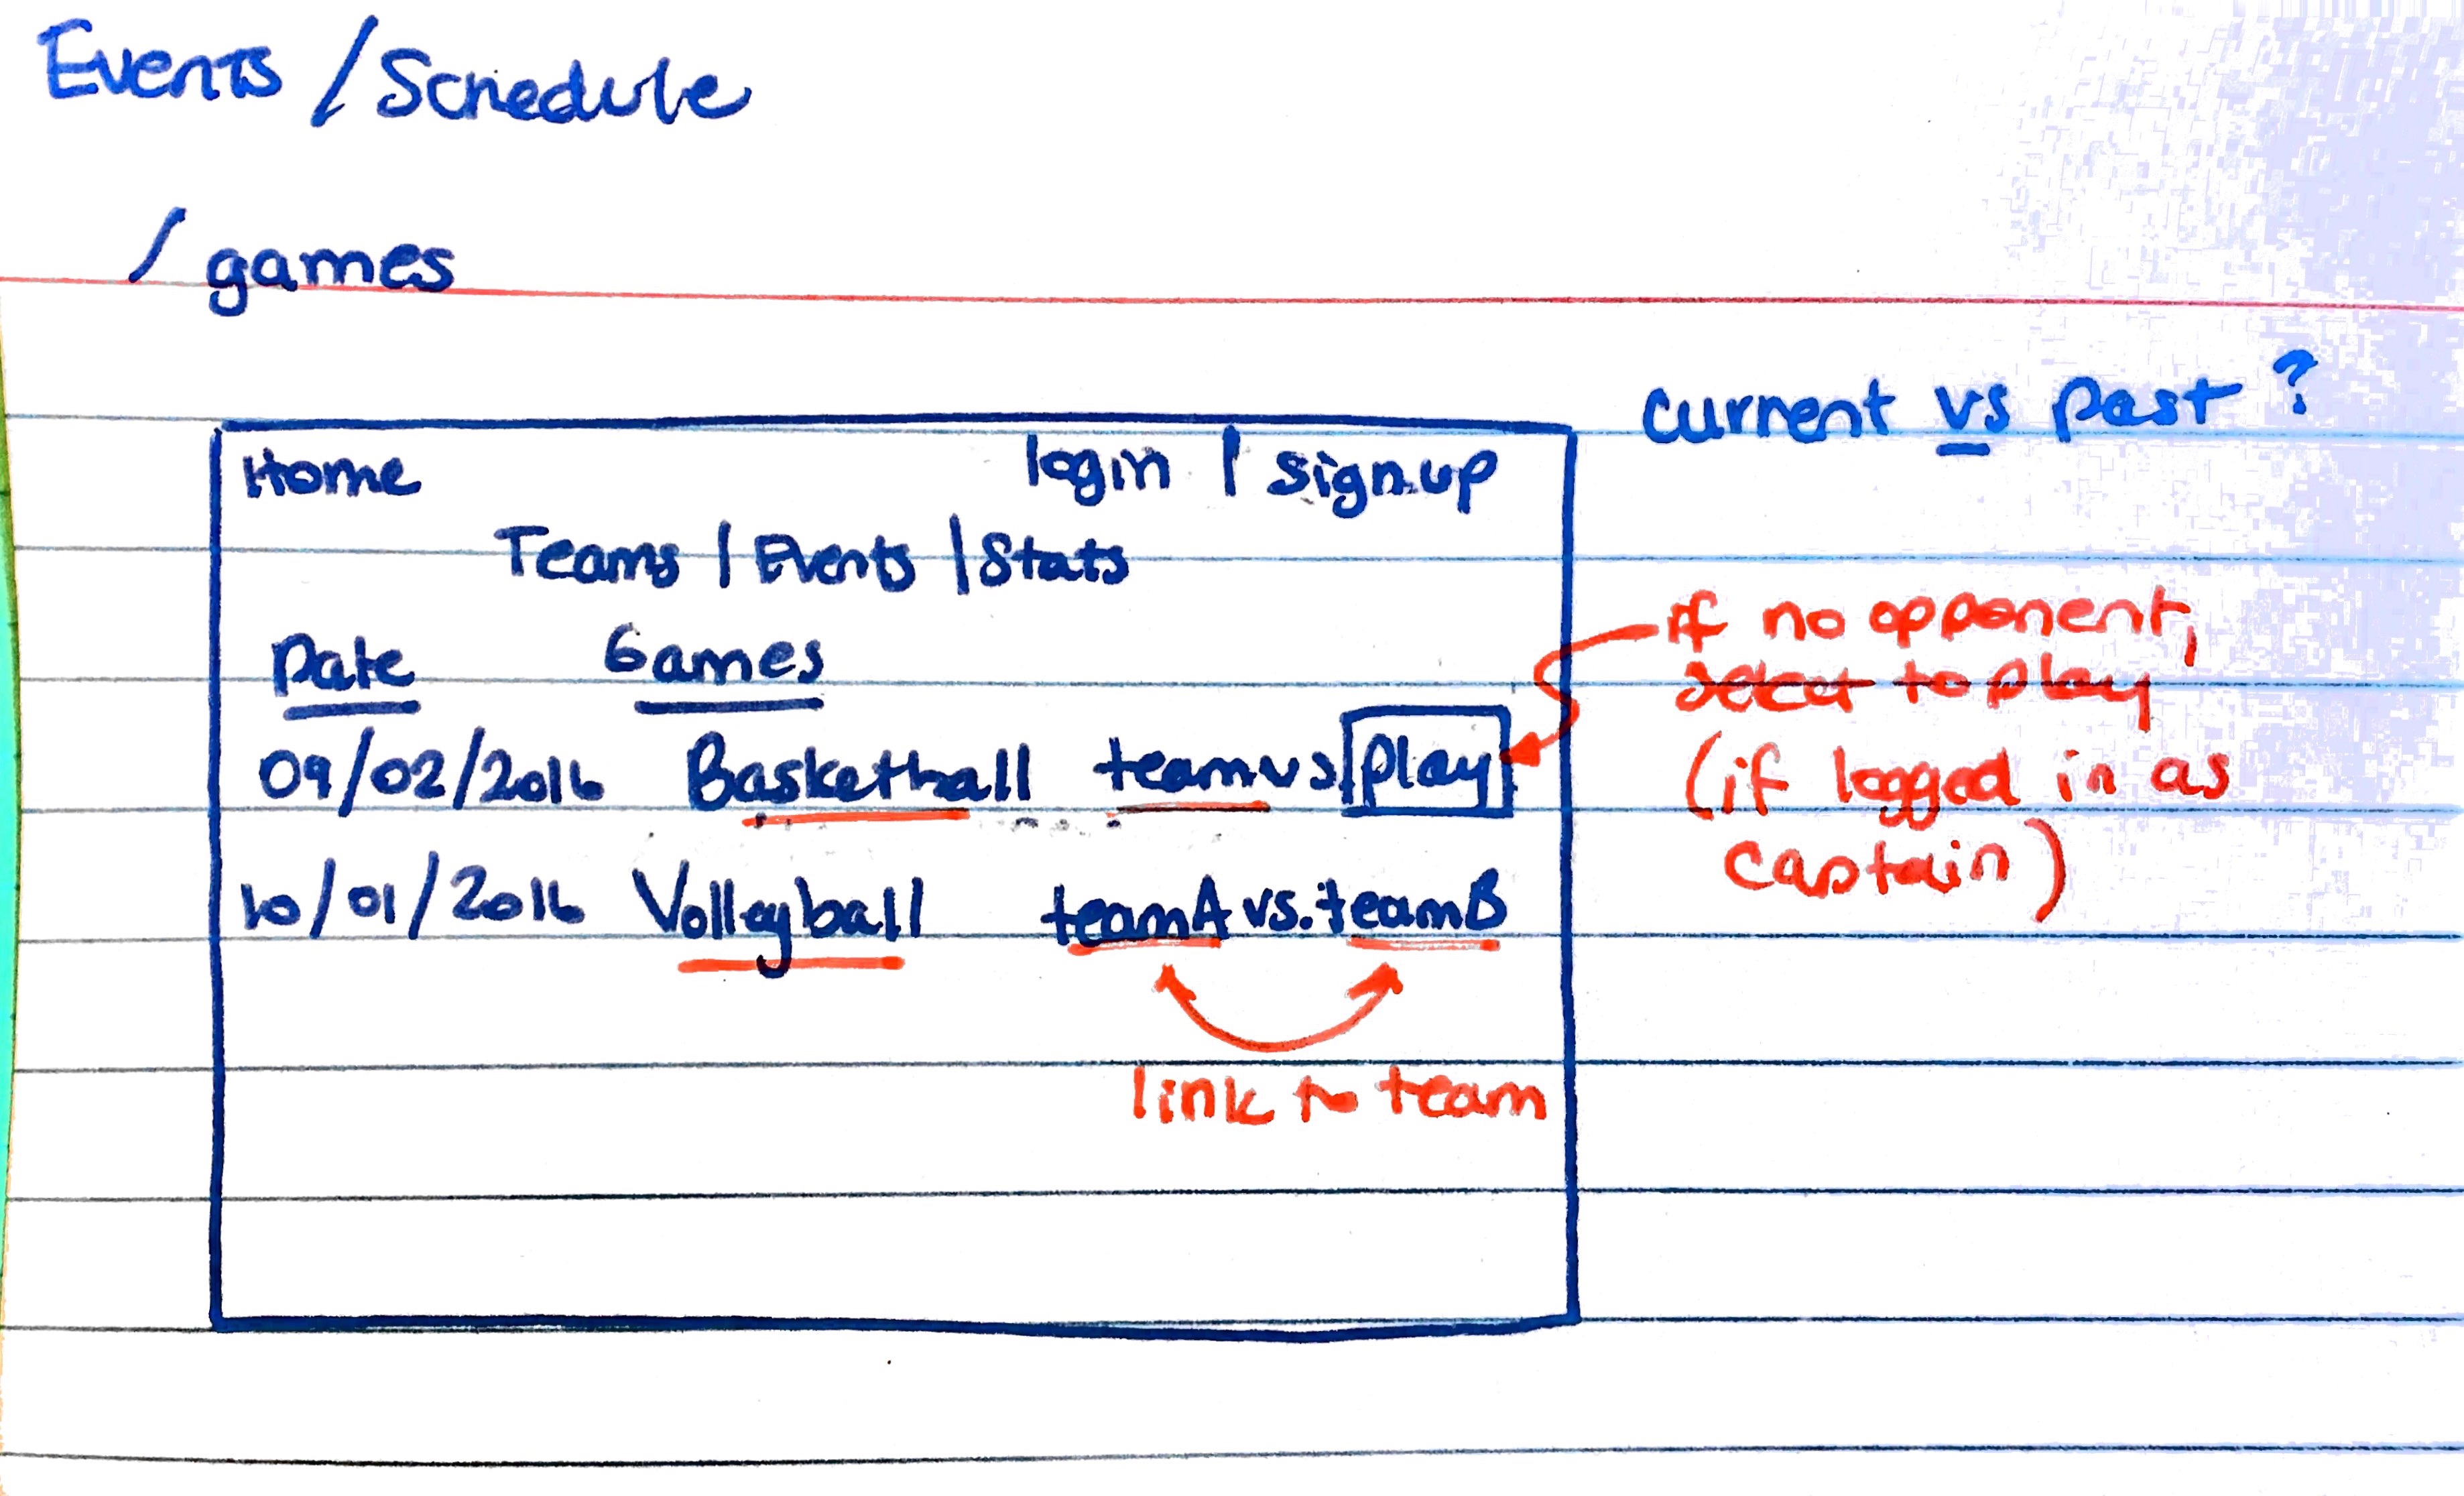 Events / Schedule
/ games
current vs past ?
Home login | signup
Teams | Events | Stats
Date Games
09/02/2016 Basketball team vs play
10/01/2016 Volleyball teamA vs. teamB
link to team
if no opponent,
select to play
(if logged in as
captain)